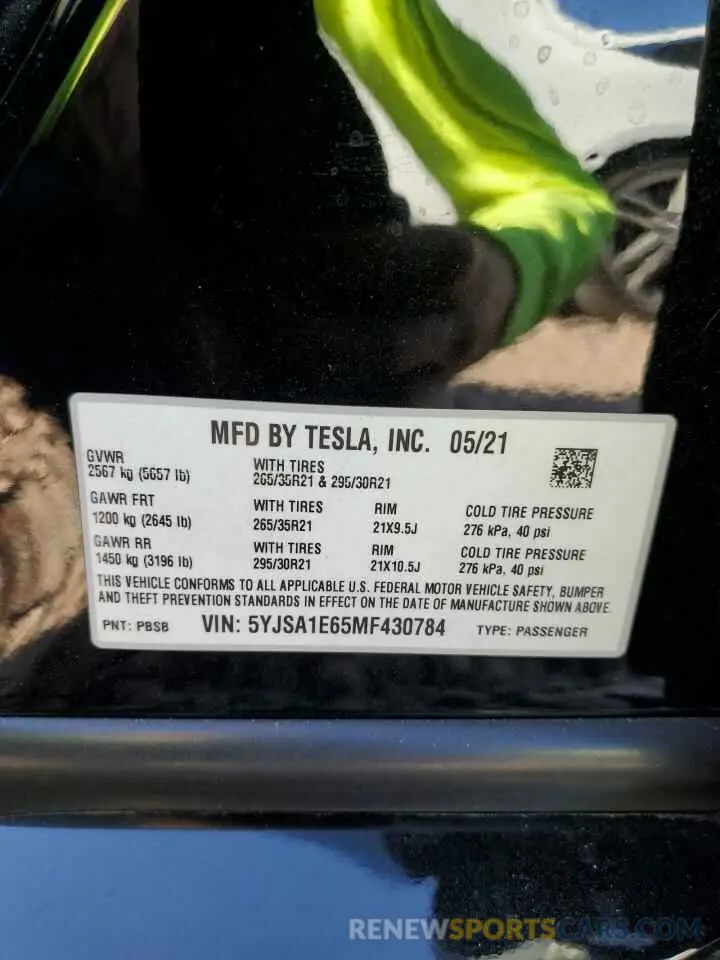 MFD BY TESLA, INC. 05/21
GVWR
2567 kg (5657 lb)
WITH TIRES
265/35R21 & 295/30R21
GAWR FRT
1200 kg (2645 lb)
WITH TIRES
265/35R21
RIM
21X9.5J
COLD TIRE PRESSURE
276 kPa, 40 psi
GAWR RR
1450 kg (3196 lb)
WITH TIRES
295/30R21
RIM
21X10.5J
COLD TIRE PRESSURE
276 kPa, 40 psi
THIS VEHICLE CONFORMS TO ALL APPLICABLE U.S. FEDERAL MOTOR VEHICLE SAFETY, BUMPER
AND THEFT PREVENTION STANDARDS IN EFFECT ON THE DATE OF MANUFACTURE SHOWN ABOVE.
PNT: PBSB VIN: 5YJSA1E65MF430784 TYPE: PASSENGER
RENEWSPORTSCARS.COM